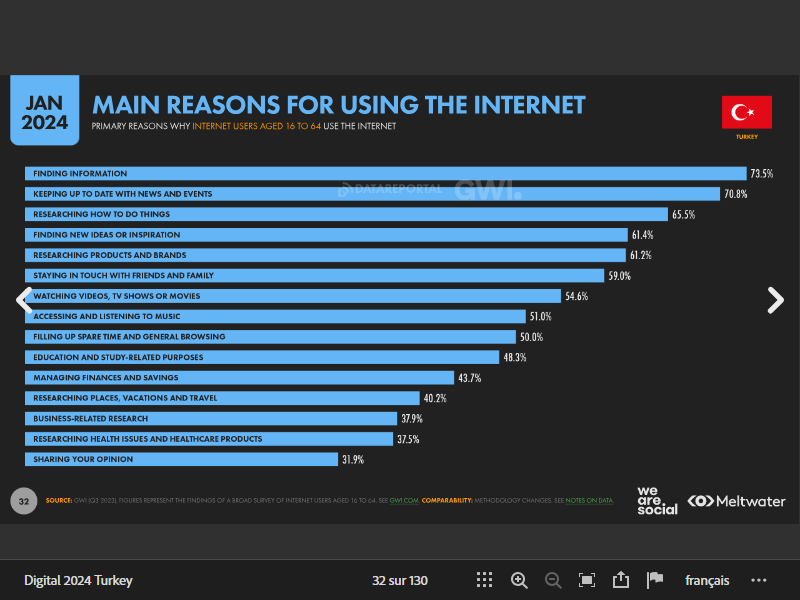 JAN
2024
MAIN REASONS FOR USING THE INTERNET
PRIMARY REASONS WHY INTERNET USERS AGED 16 TO 64 USE THE INTERNET
TURKEY
DATAREPORTAL GWI.
FINDING INFORMATION 73.5%
KEEPING UP TO DATE WITH NEWS AND EVENTS 70.8%
RESEARCHING HOW TO DO THINGS 65.5%
FINDING NEW IDEAS OR INSPIRATION 61.4%
RESEARCHING PRODUCTS AND BRANDS 61.2%
STAYING IN TOUCH WITH FRIENDS AND FAMILY 59.0%
WATCHING VIDEOS, TV SHOWS OR MOVIES 54.6%
ACCESSING AND LISTENING TO MUSIC 51.0%
FILLING UP SPARE TIME AND GENERAL BROWSING 50.0%
EDUCATION AND STUDY-RELATED PURPOSES 48.3%
MANAGING FINANCES AND SAVINGS 43.7%
RESEARCHING PLACES, VACATIONS AND TRAVEL 40.2%
BUSINESS-RELATED RESEARCH 37.9%
RESEARCHING HEALTH ISSUES AND HEALTHCARE PRODUCTS 37.5%
SHARING YOUR OPINION 31.9%
32
SOURCE: GWI (Q3 2023). FIGURES REPRESENT THE FINDINGS OF A BROAD SURVEY OF INTERNET USERS AGED 16 TO 64. SEE GWI.COM. COMPARABILITY: METHODOLOGY CHANGES. SEE NOTES ON DATA.
we
are.
social
Meltwater
Digital 2024 Turkey
32 sur 130
français